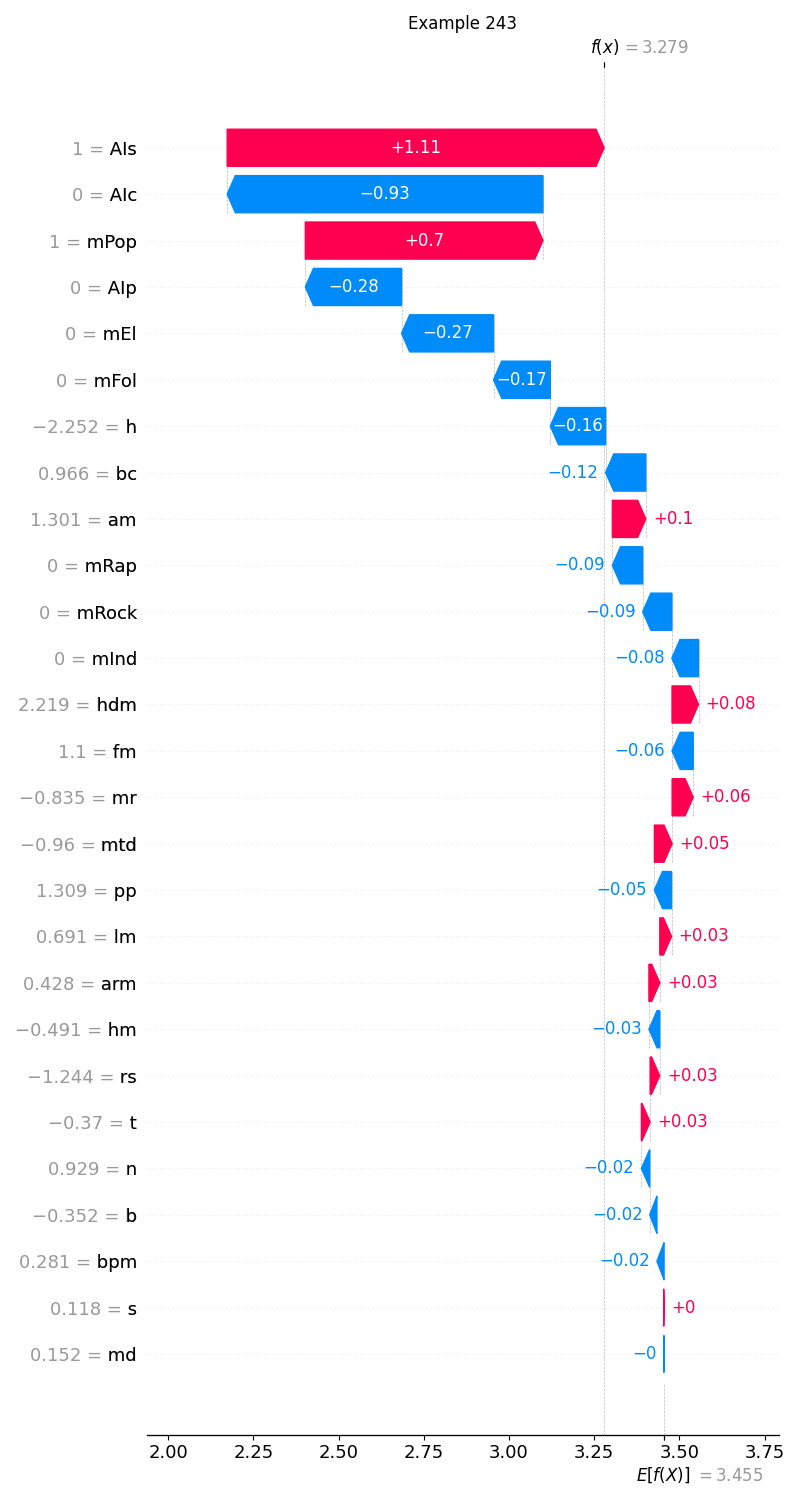 Example 243
f(x) = 3.279
1 = AIs +1.11
0 = AIc −0.93
1 = mPop +0.7
0 = AIp −0.28
0 = mEl −0.27
0 = mFol −0.17
−2.252 = h −0.16
0.966 = bc −0.12
1.301 = am +0.1
0 = mRap −0.09
0 = mRock −0.09
0 = mInd −0.08
2.219 = hdm +0.08
1.1 = fm −0.06
−0.835 = mr +0.06
−0.96 = mtd +0.05
1.309 = pp −0.05
0.691 = lm +0.03
0.428 = arm +0.03
−0.491 = hm −0.03
−1.244 = rs +0.03
−0.37 = t +0.03
0.929 = n −0.02
−0.352 = b −0.02
0.281 = bpm −0.02
0.118 = s +0
0.152 = md −0
2.00 2.25 2.50 2.75 3.00 3.25 3.50 3.75
E[f(X)] = 3.455